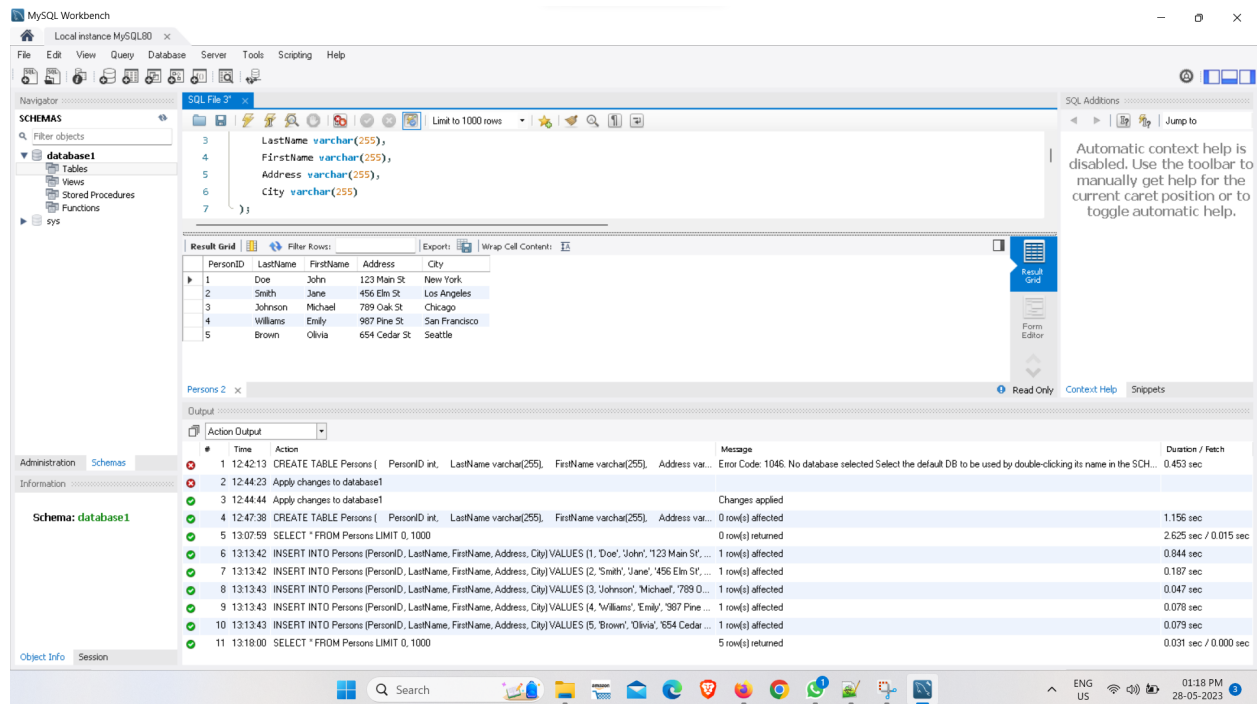 MySQL Workbench
Local instance MySQL80
File Edit View Query Database Server Tools Scripting Help
Navigator
SCHEMAS
Filter objects
database1
Tables
Views
Stored Procedures
Functions
sys
Administration Schemas
Information
Schema: database1
Object Info Session
SQL File 3*
Limit to 1000 rows
3 LastName varchar(255),
4 FirstName varchar(255),
5 Address varchar(255),
6 City varchar(255)
7 );
Result Grid Filter Rows: Export: Wrap Cell Content:
PersonID LastName FirstName Address City
1 Doe John 123 Main St New York
2 Smith Jane 456 Elm St Los Angeles
3 Johnson Michael 789 Oak St Chicago
4 Williams Emily 987 Pine St San Francisco
5 Brown Olivia 654 Cedar St Seattle
Result
Grid
Form
Editor
Persons 2
Read Only
SQL Additions
Jump to
Automatic context help is
disabled. Use the toolbar to
manually get help for the
current caret position or to
toggle automatic help.
Context Help Snippets
Output
Action Output
# Time Action Message Duration / Fetch
1 12:42:13 CREATE TABLE Persons ( PersonID int, LastName varchar(255), FirstName varchar(255), Address var... Error Code: 1046. No database selected Select the default DB to be used by double-clicking its name in the SCH... 0.453 sec
2 12:44:23 Apply changes to database1
3 12:44:44 Apply changes to database1 Changes applied
4 12:47:38 CREATE TABLE Persons ( PersonID int, LastName varchar(255), FirstName varchar(255), Address var... 0 row(s) affected 1.156 sec
5 13:07:59 SELECT * FROM Persons LIMIT 0, 1000 0 row(s) returned 2.625 sec / 0.015 sec
6 13:13:42 INSERT INTO Persons (PersonID, LastName, FirstName, Address, City) VALUES (1, 'Doe', 'John', '123 Main St', ... 1 row(s) affected 0.844 sec
7 13:13:42 INSERT INTO Persons (PersonID, LastName, FirstName, Address, City) VALUES (2, 'Smith', 'Jane', '456 Elm St', ... 1 row(s) affected 0.187 sec
8 13:13:43 INSERT INTO Persons (PersonID, LastName, FirstName, Address, City) VALUES (3, 'Johnson', 'Michael', '789 O... 1 row(s) affected 0.047 sec
9 13:13:43 INSERT INTO Persons (PersonID, LastName, FirstName, Address, City) VALUES (4, 'Williams', 'Emily', '987 Pine ... 1 row(s) affected 0.078 sec
10 13:13:43 INSERT INTO Persons (PersonID, LastName, FirstName, Address, City) VALUES (5, 'Brown', 'Olivia', '654 Cedar ... 1 row(s) affected 0.079 sec
11 13:18:00 SELECT * FROM Persons LIMIT 0, 1000 5 row(s) returned 0.031 sec / 0.000 sec
Search
amazon
1
ENG
US
01:18 PM
28-05-2023
3